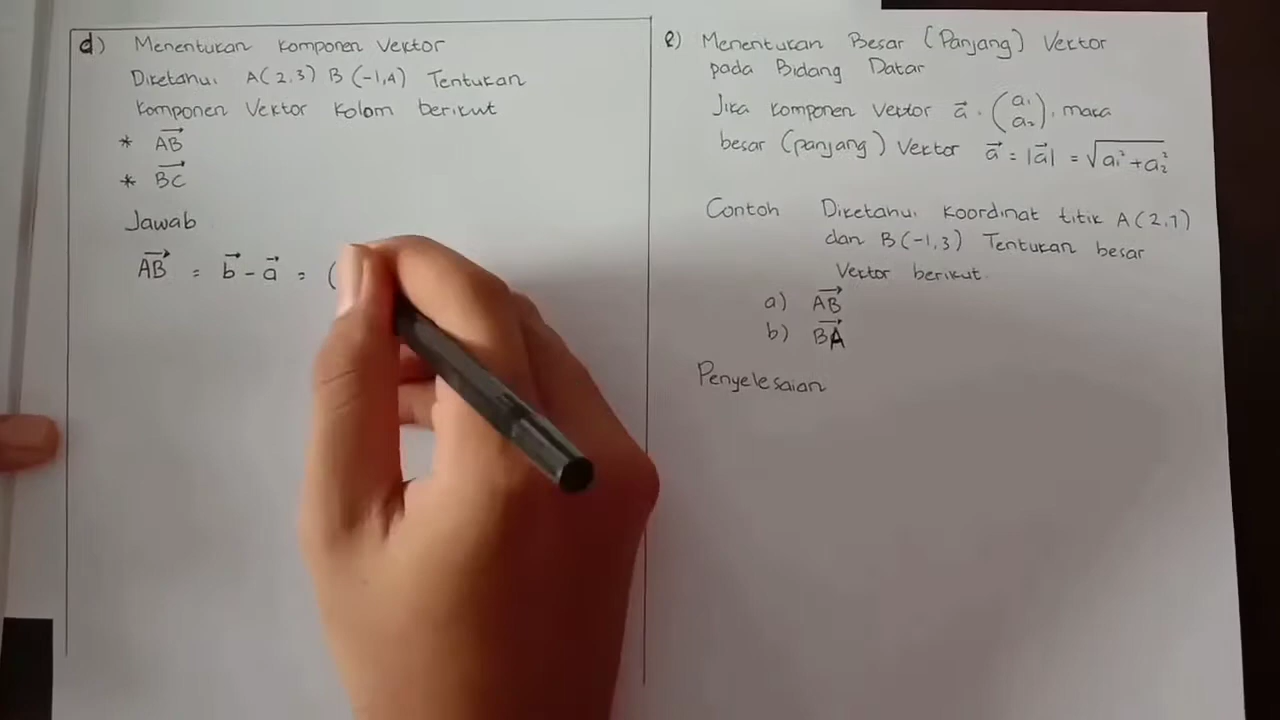 d) Menentukan Komponen Vektor
Diketahui A(2,3) B(-1,4) Tentukan
Komponen Vektor Kolom berikut
* AB→
* BC→
Jawab
AB→ = b→ - a→ = (
e) Menentukan Besar (Panjang) Vektor
pada Bidang Datar
Jika Komponen vektor a→ = (a₁ a₂), maka
besar (panjang) Vektor a→ = |a→| = √a₁² + a₂²
Contoh Diketahui Koordinat titik A(2,7)
dan B(-1,3) Tentukan besar
Vektor berikut.
a) AB→
b) BA→
Penyelesaian